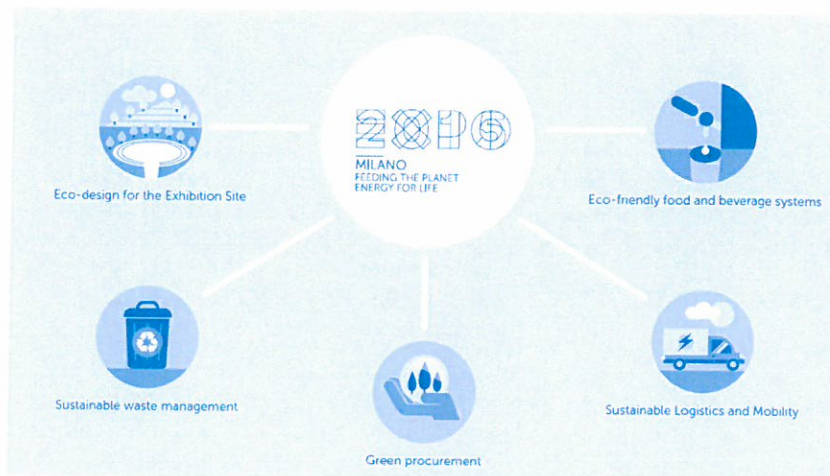 MILANO
FEEDING THE PLANET
ENERGY FOR LIFE
Eco-design for the Exhibition Site
Eco-friendly food and beverage systems
Sustainable waste management
Sustainable Logistics and Mobility
Green procurement